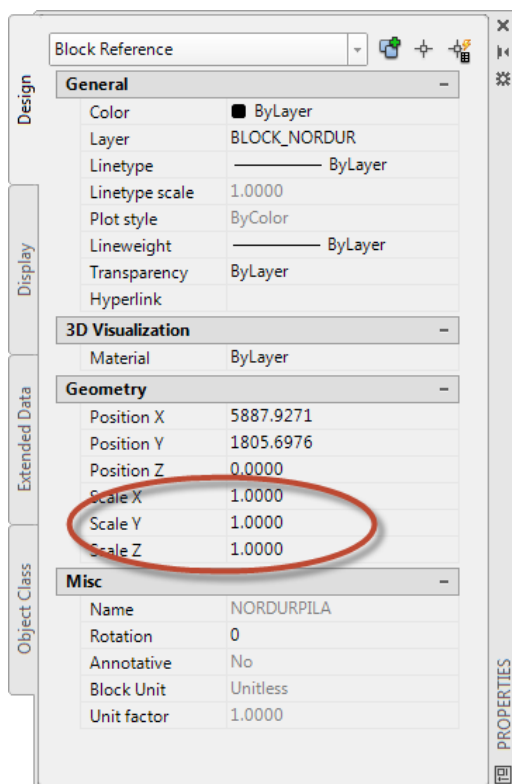 Block Reference
General
Color ByLayer
Layer BLOCK_NORDUR
Linetype ByLayer
Linetype scale 1.0000
Plot style ByColor
Lineweight ByLayer
Transparency ByLayer
Hyperlink
3D Visualization
Material ByLayer
Geometry
Position X 5887.9271
Position Y 1805.6976
Position Z 0.0000
Scale X 1.0000
Scale Y 1.0000
Scale Z 1.0000
Misc
Name NORDURPILA
Rotation 0
Annotative No
Block Unit Unitless
Unit factor 1.0000
Design
Display
Extended Data
Object Class
PROPERTIES